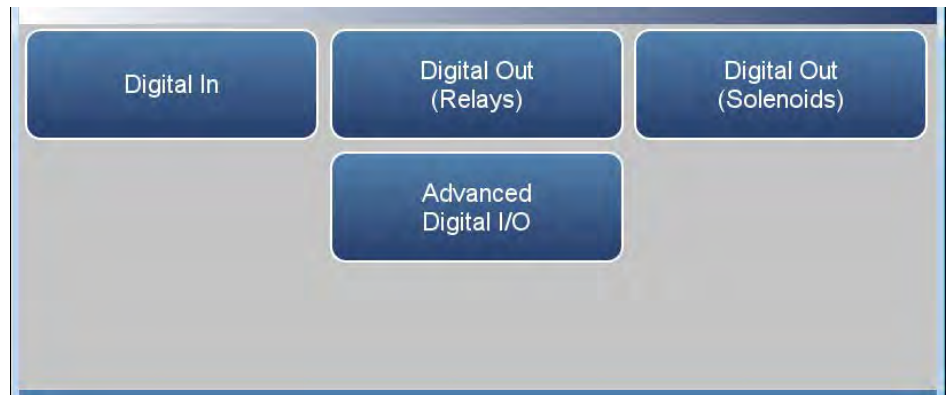 Digital In
Digital Out
(Relays)
Digital Out
(Solenoids)
Advanced
Digital I/O